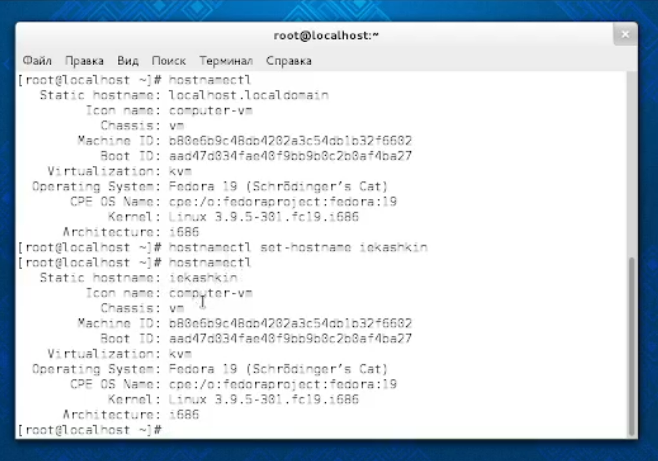 root@localhost:~
Файл Правка Вид Поиск Терминал Справка
[root@localhost ~]# hostnamectl
Static hostname: localhost.localdomain
Icon name: computer-vm
Chassis: vm
Machine ID: b80e6b9c48db4202a3c54db1b32f6602
Boot ID: aad47d034fae40f9bb9b0c2b0af4ba27
Virtualization: kvm
Operating System: Fedora 19 (Schrödinger's Cat)
CPE OS Name: cpe:/o:fedoraproject:fedora:19
Kernel: Linux 3.9.5-301.fc19.i686
Architecture: i686
[root@localhost ~]# hostnamectl set-hostname iekashkin
[root@localhost ~]# hostnamectl
Static hostname: iekashkin
Icon name: computer-vm
Chassis: vm
Machine ID: b80e6b9c48db4202a3c54db1b32f6602
Boot ID: aad47d034fae40f9bb9b0c2b0af4ba27
Virtualization: kvm
Operating System: Fedora 19 (Schrödinger's Cat)
CPE OS Name: cpe:/o:fedoraproject:fedora:19
Kernel: Linux 3.9.5-301.fc19.i686
Architecture: i686
[root@localhost ~]#